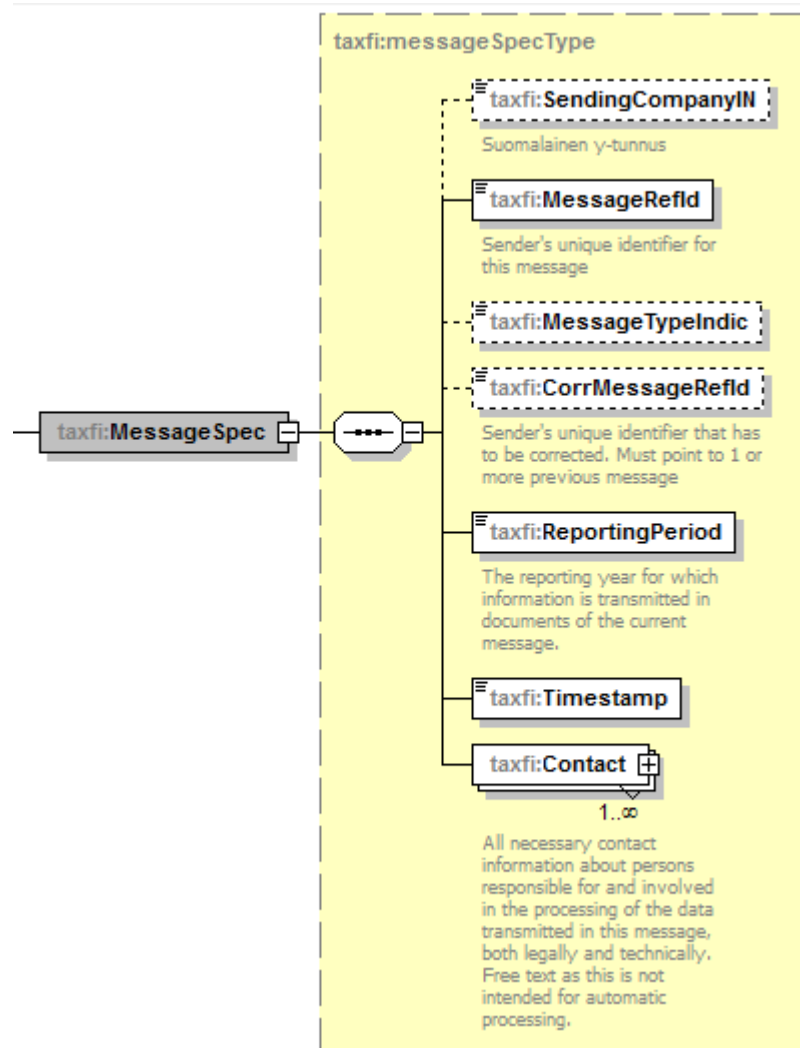 taxfi:messageSpecType
taxfi:SendingCompanyIN
Suomalainen y-tunnus
taxfi:MessageRefId
Sender's unique identifier for
this message
taxfi:MessageTypeIndic
taxfi:CorrMessageRefId
taxfi:MessageSpec
Sender's unique identifier that has
to be corrected. Must point to 1 or
more previous message
taxfi:ReportingPeriod
The reporting year for which
information is transmitted in
documents of the current
message.
taxfi:Timestamp
taxfi:Contact
1..∞
All necessary contact
information about persons
responsible for and involved
in the processing of the data
transmitted in this message,
both legally and technically.
Free text as this is not
intended for automatic
processing.